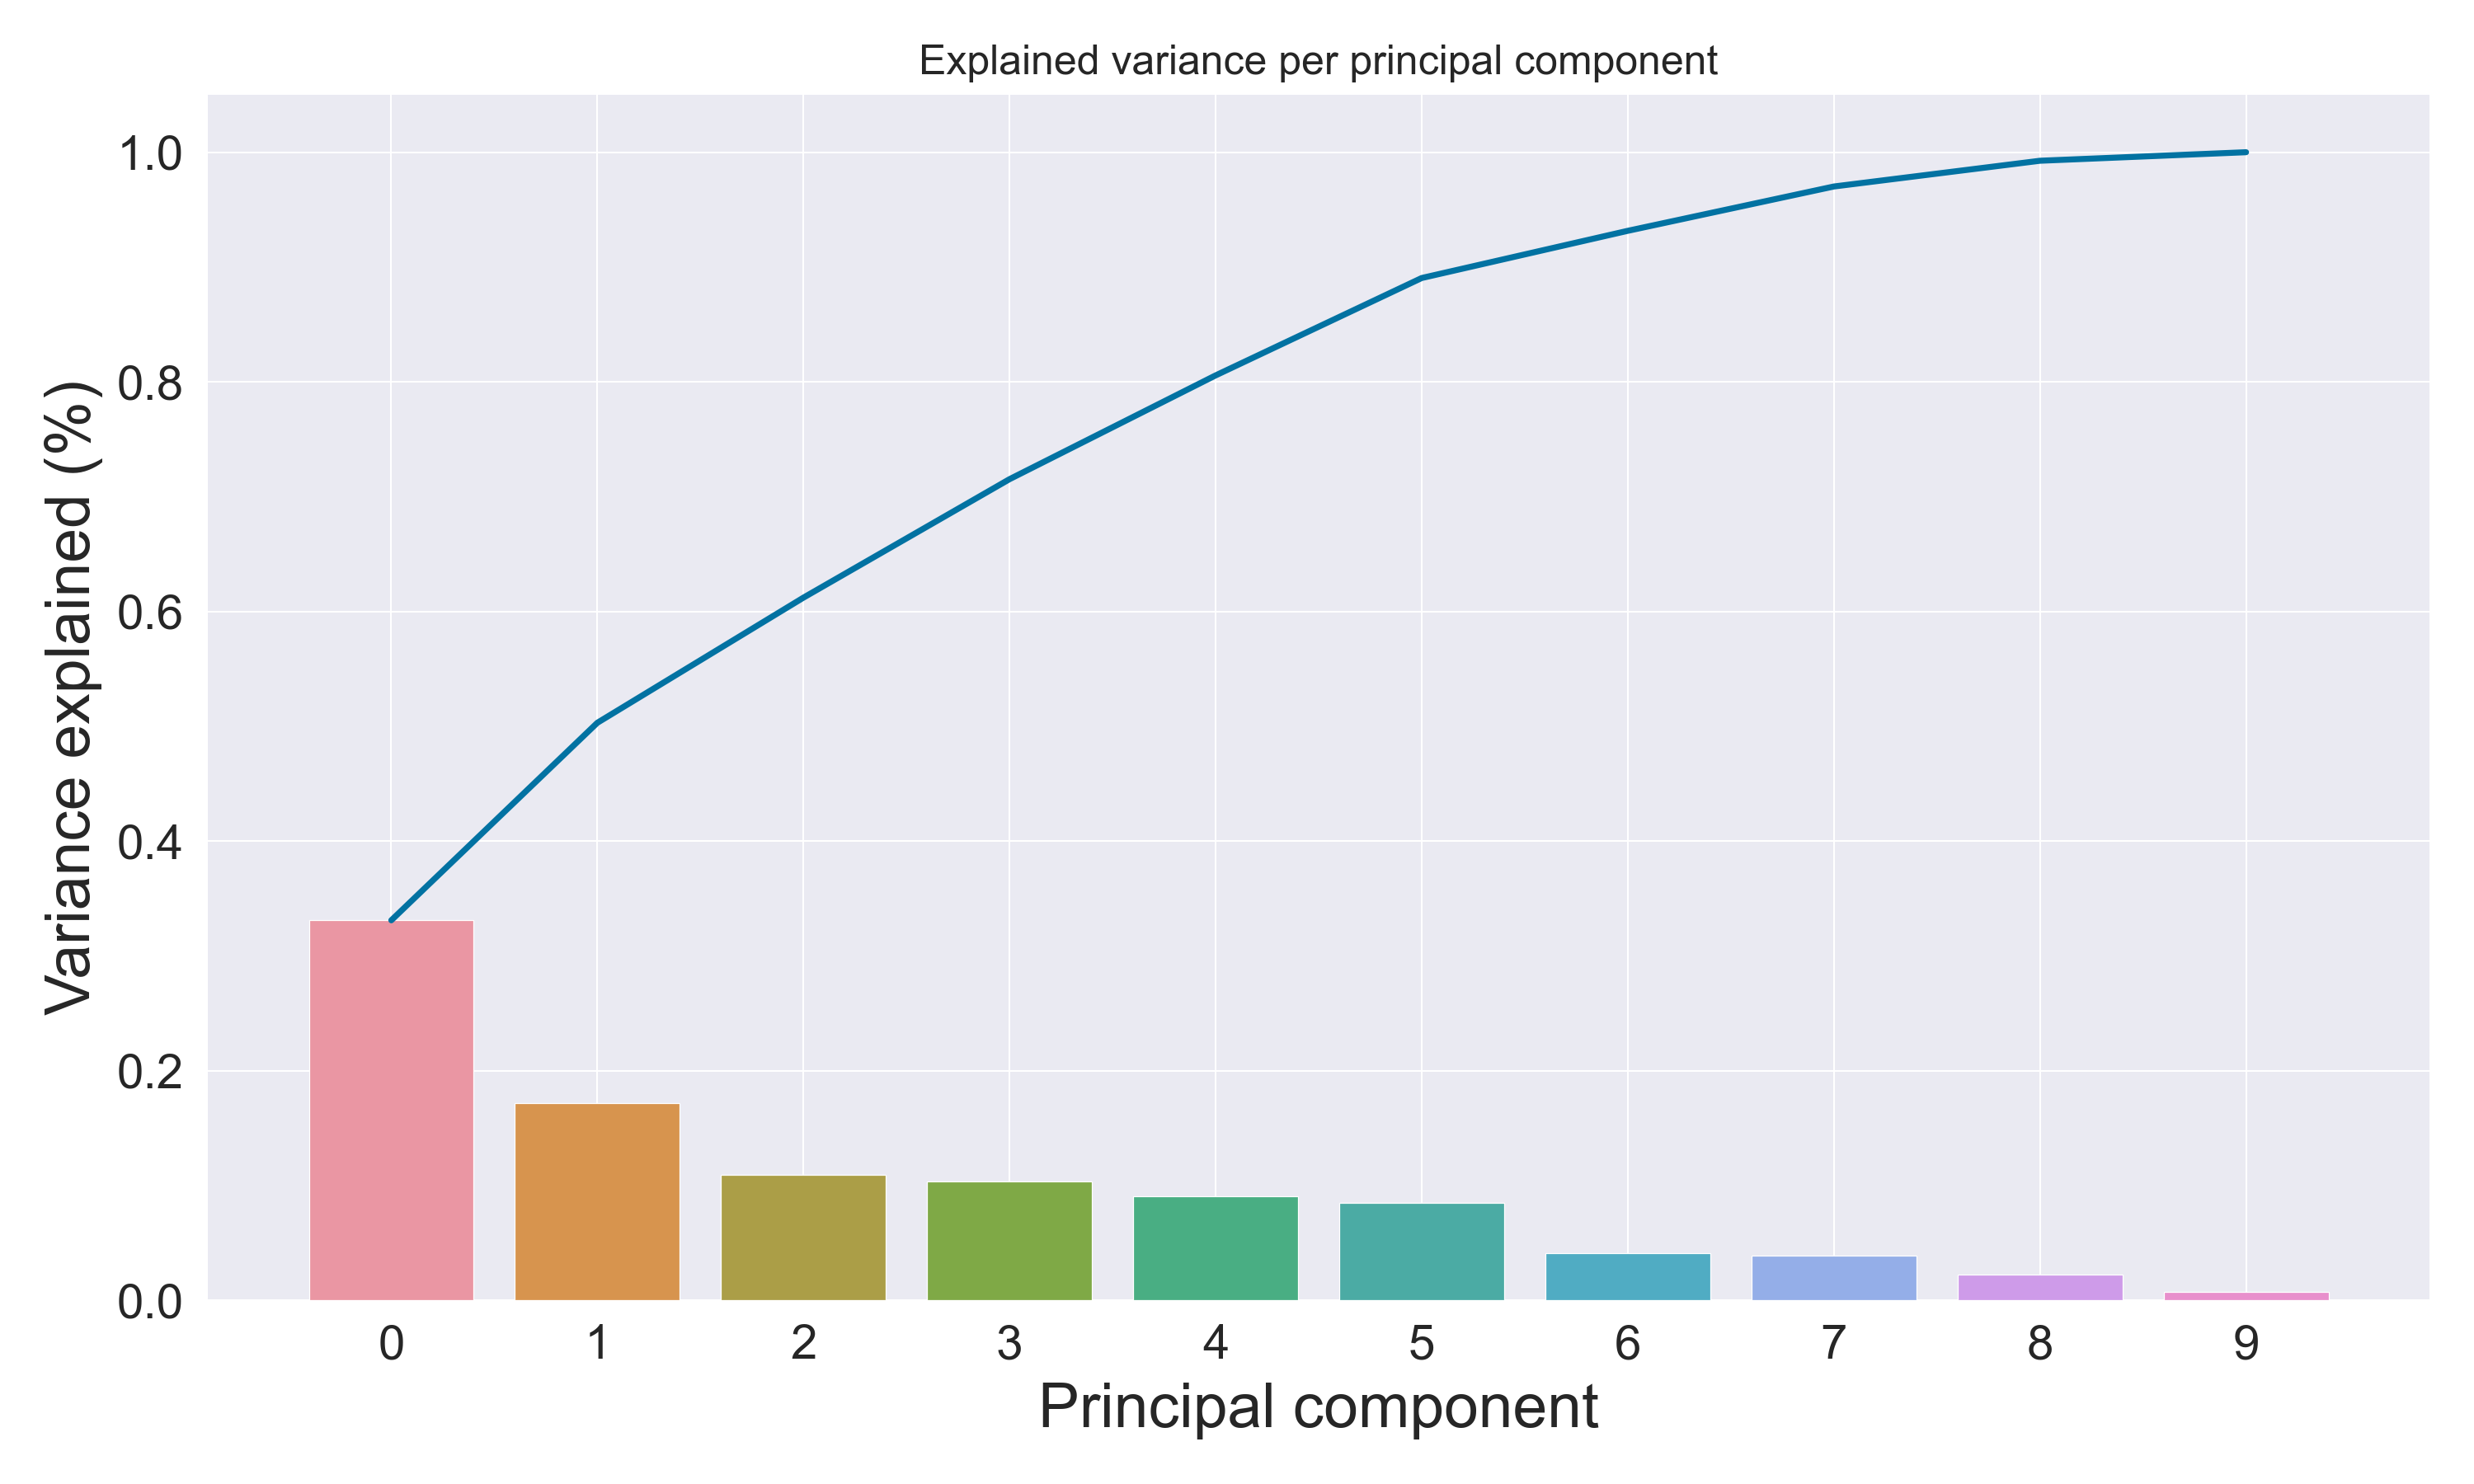 Explained variance per principal component
1.0
0.8
0.6
0.4
0.2
0.0
Variance explained (%)
0 1 2 3 4 5 6 7 8 9
Principal component